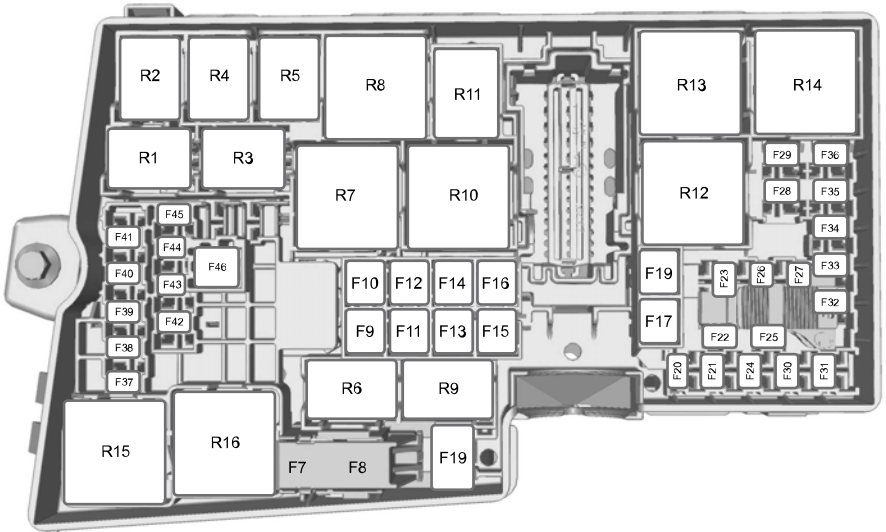 R2 R4 R5 R8 R11 R13 R14
R1 R3 R7 R10 R12
F29 F36
F28 F35
F34
F45
F41 F44
F46
F40 F43
F39 F42
F38
F37
F10 F12 F14 F16
F9 F11 F13 F15
F19 F23 F26 F27 F33
F17 F32
F22 F25
F20 F21 F24 F30 F31
R6 R9
R15 R16
F7 F8 F19